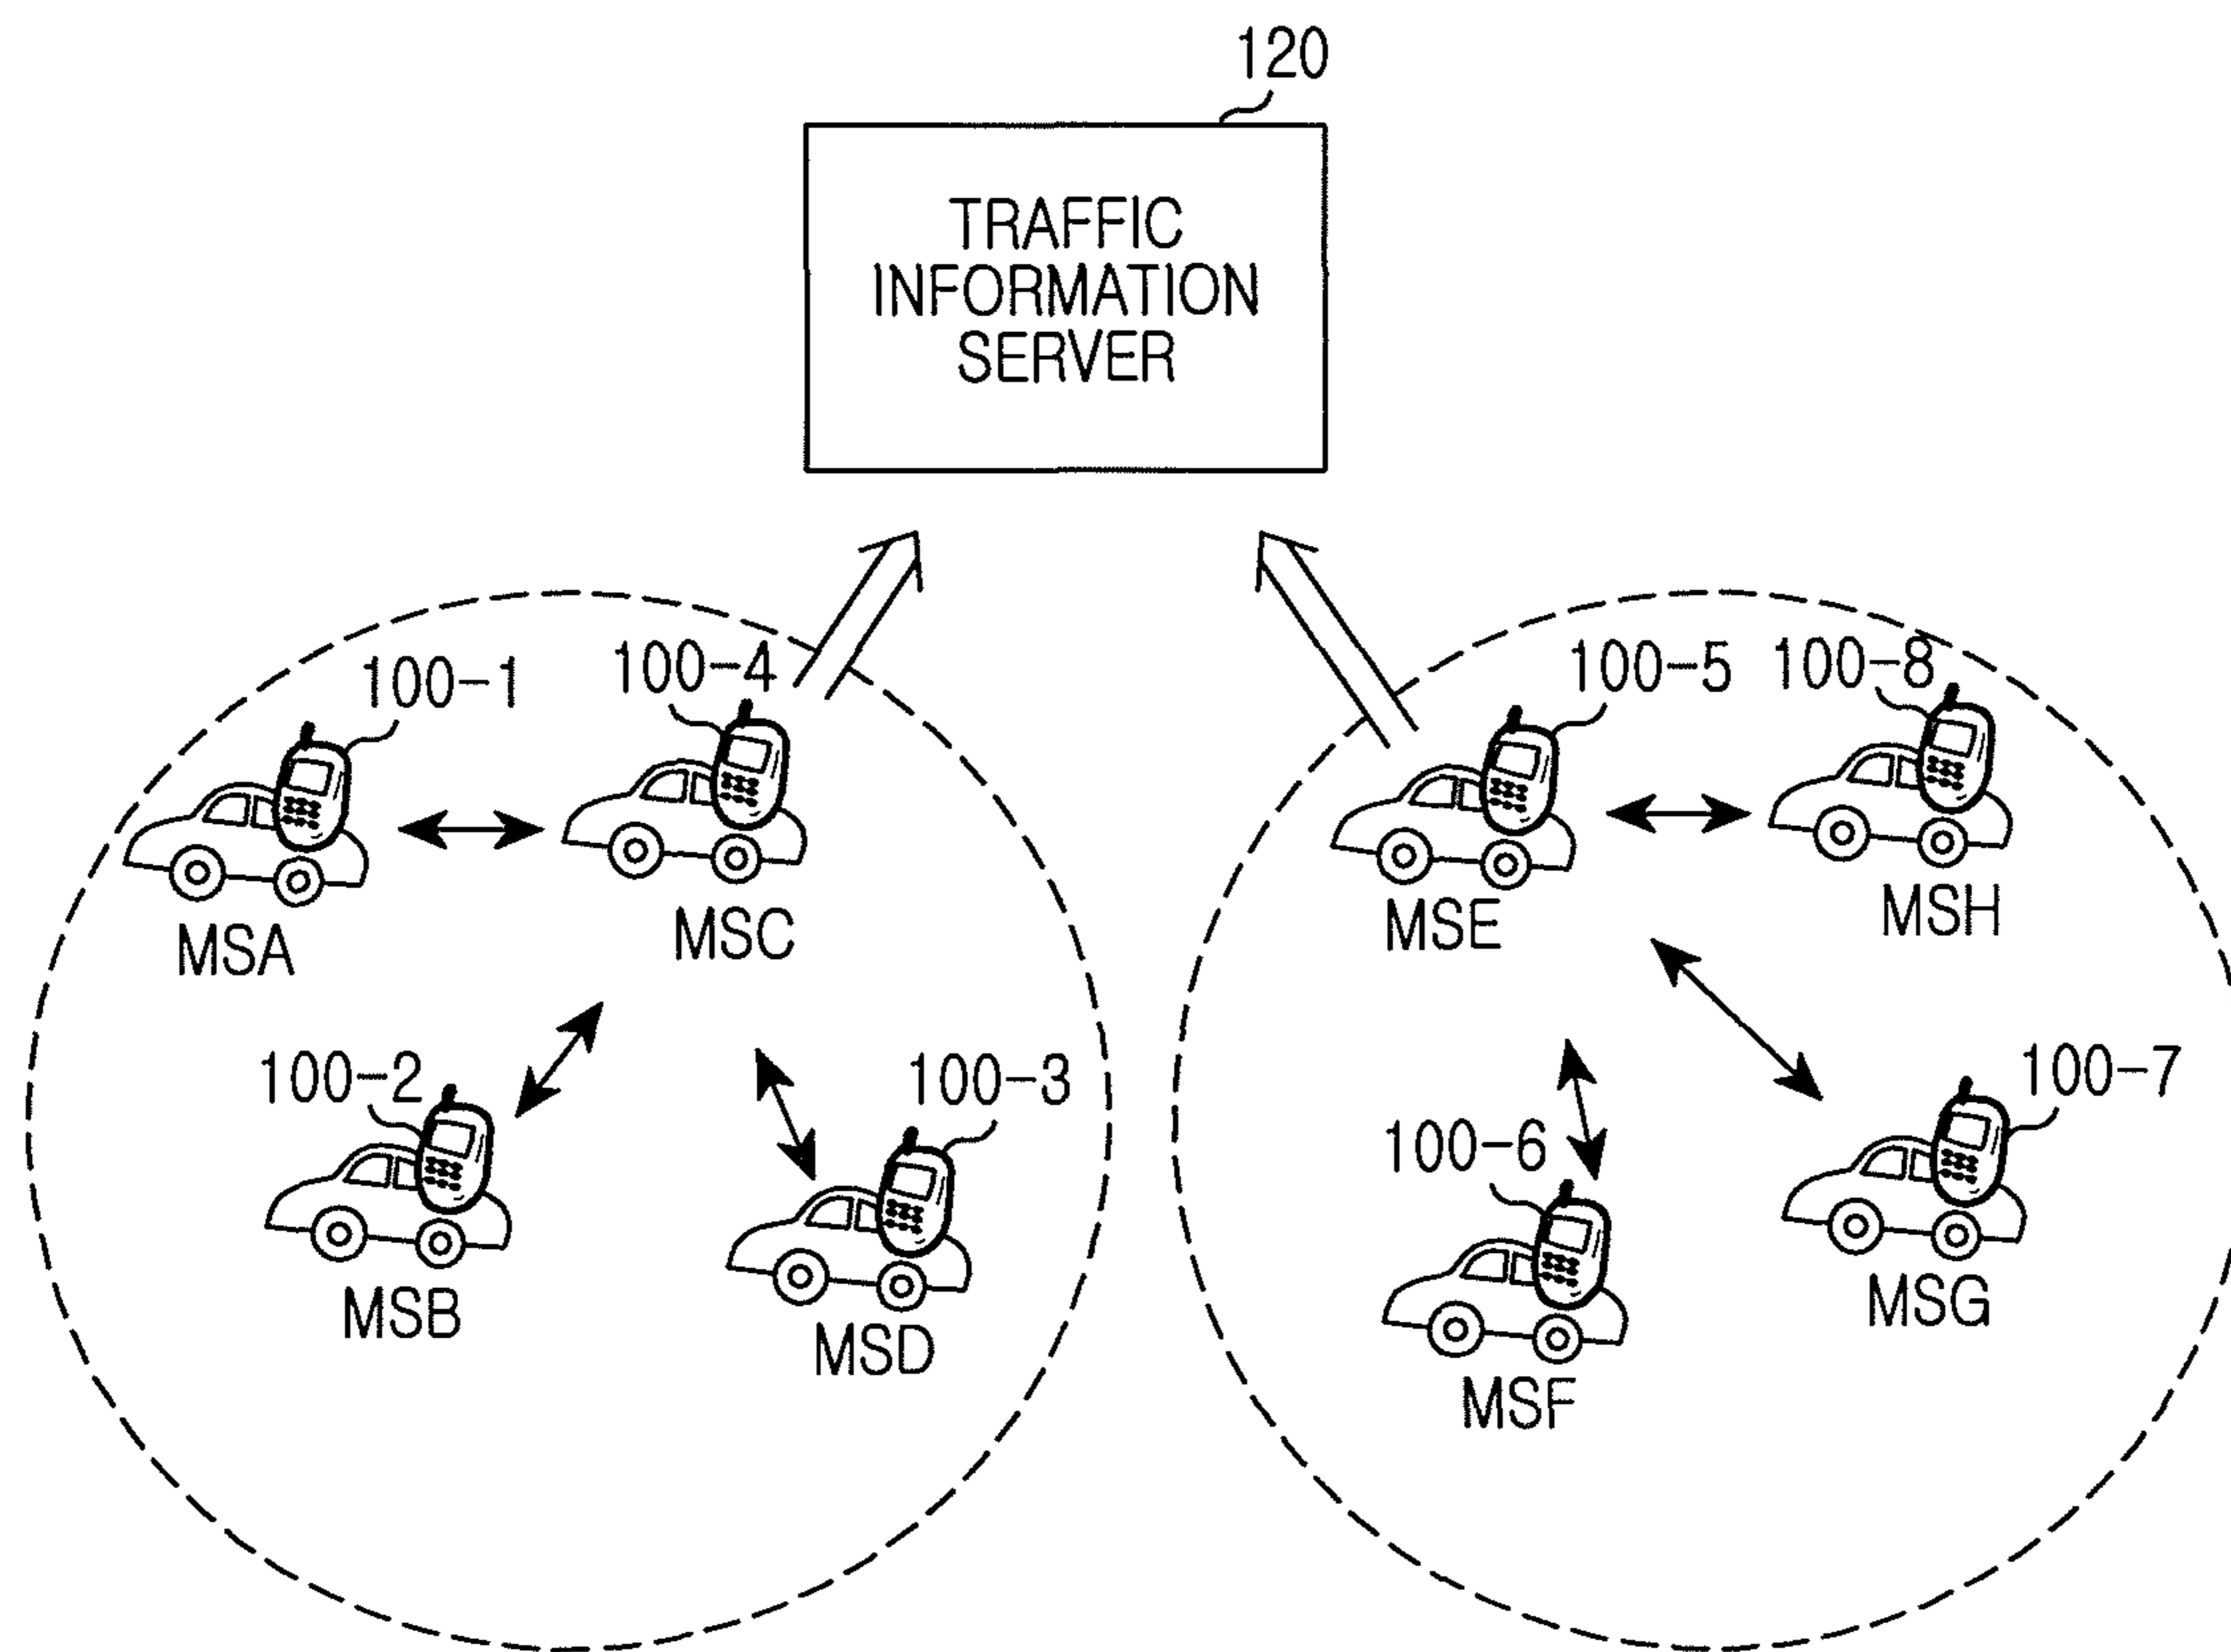 120
TRAFFIC
INFORMATION
SERVER
100-1
100-4
MSA
MSC
100-2
100-3
MSB
MSD
100-5
100-8
MSE
MSH
100-6
100-7
MSF
MSG